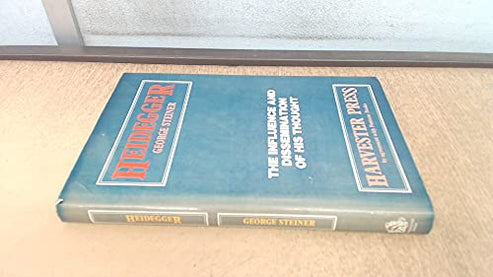 HEIDEGGER
GEORGE STEINER
THE INFLUENCE AND
DISSEMINATION
OF HIS THOUGHT
HARVESTER PRESS
HEIDEGGER
GEORGE STEINER